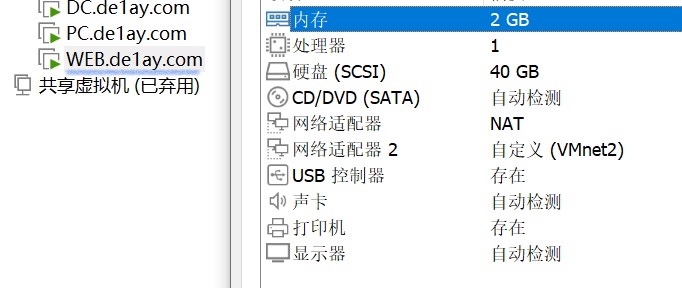 DC.de1ay.com
PC.de1ay.com
WEB.de1ay.com
共享虚拟机 (已弃用)
内存 2 GB
处理器 1
硬盘 (SCSI) 40 GB
CD/DVD (SATA) 自动检测
网络适配器 NAT
网络适配器 2 自定义 (VMnet2)
USB 控制器 存在
声卡 自动检测
打印机 存在
显示器 自动检测